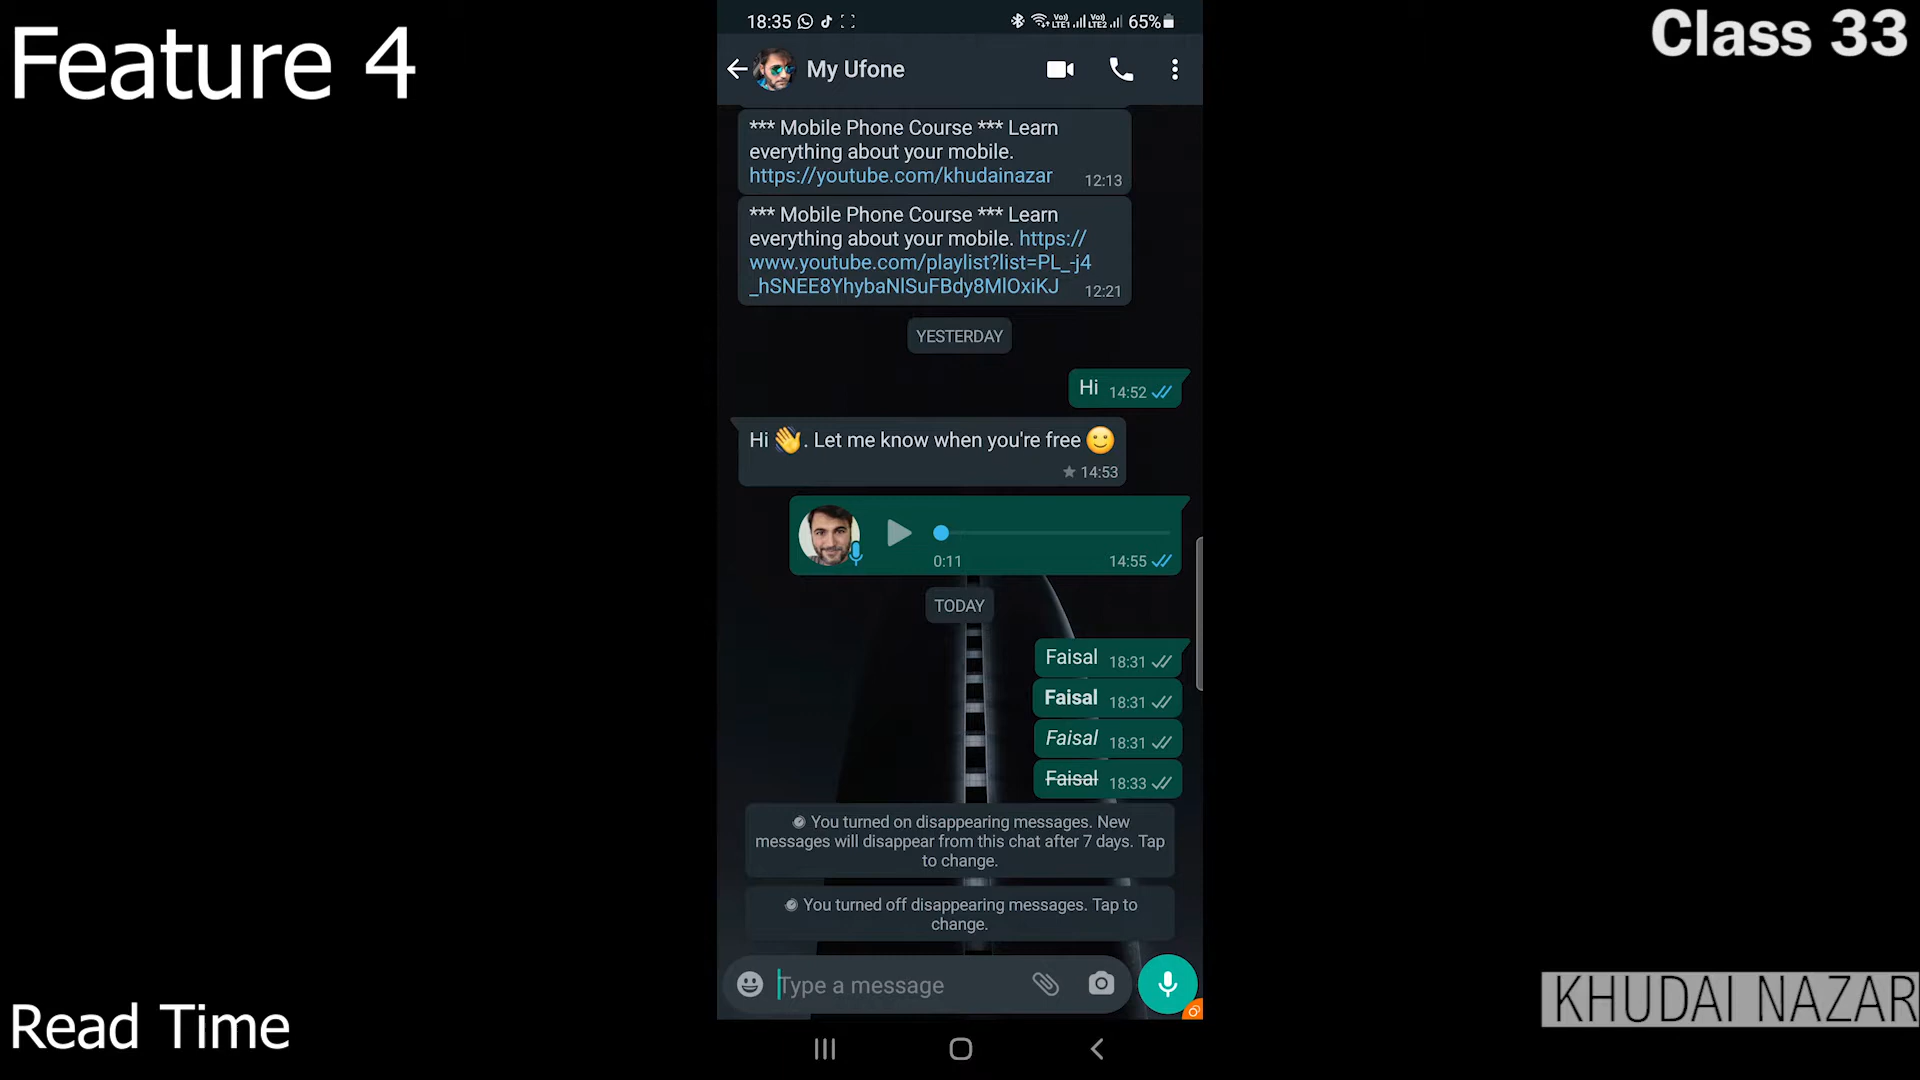 Feature 4
Class 33
18:35
LTE1
LTE2
65%
My Ufone
*** Mobile Phone Course *** Learn
everything about your mobile.
https://youtube.com/khudainazar
12:13
*** Mobile Phone Course *** Learn
everything about your mobile. https://
www.youtube.com/playlist?list=PL_-j4
_hSNEE8YhybaNlSuFBdy8MlOxiKJ
12:21
YESTERDAY
Hi 14:52
Hi 👋. Let me know when you're free 🙂
14:53
0:11 14:55
TODAY
Faisal 18:31
Faisal 18:31
Faisal 18:31
Faisal 18:33
You turned on disappearing messages. New
messages will disappear from this chat after 7 days. Tap
to change.
You turned off disappearing messages. Tap to
change.
Type a message
Read Time
KHUDAI NAZAR